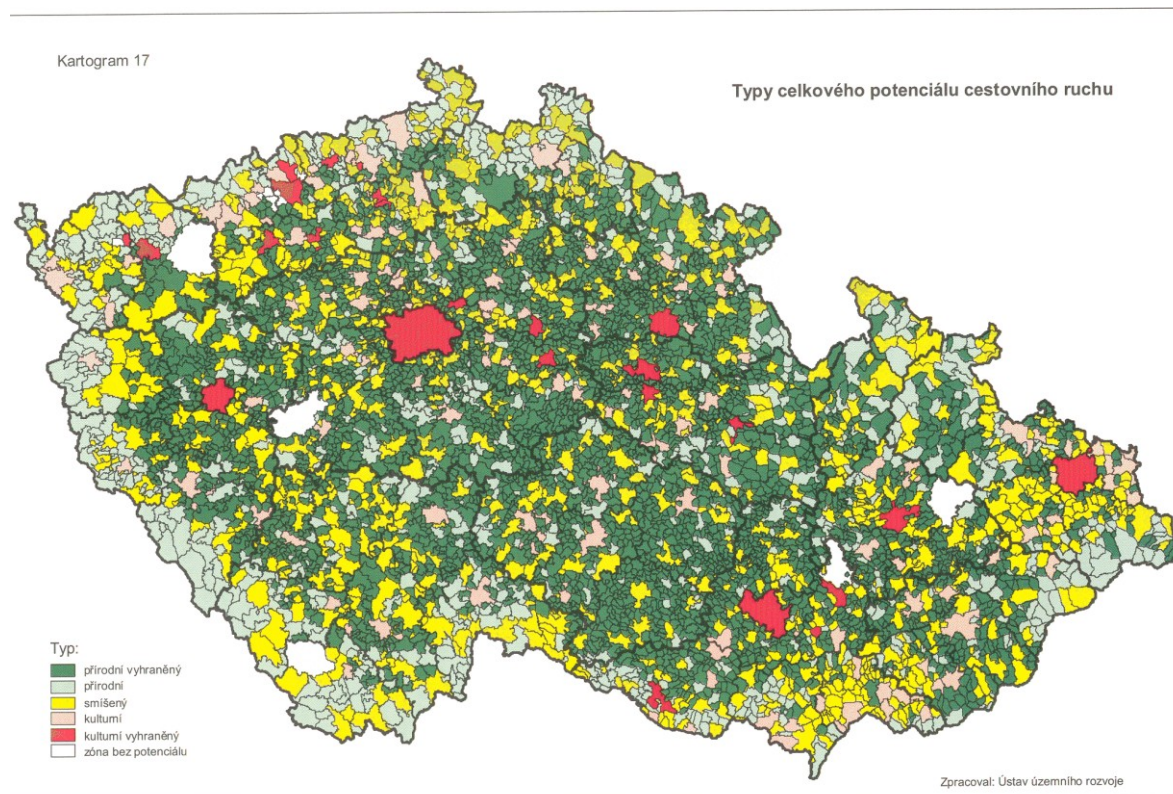 Kartogram 17
Typy celkového potenciálu cestovního ruchu
Typ:
přírodní vyhraněný
přírodní
smíšený
kulturní
kulturní vyhraněný
zóna bez potenciálu
Zpracoval: Ústav územního rozvoje